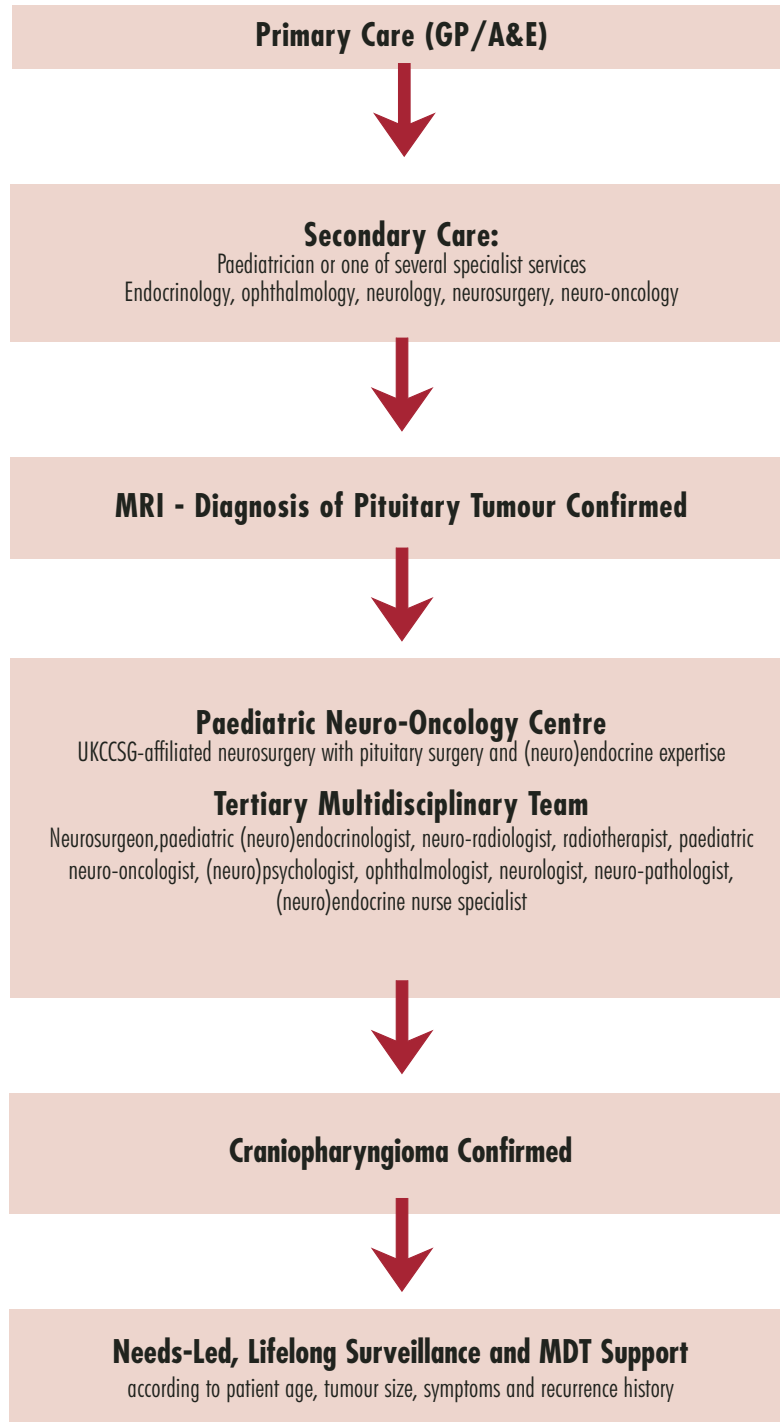 Primary Care (GP/A&E)
Secondary Care:
Paediatrician or one of several specialist services
Endocrinology, ophthalmology, neurology, neurosurgery, neuro-oncology
MRI - Diagnosis of Pituitary Tumour Confirmed
Paediatric Neuro-Oncology Centre
UKCCSG-affiliated neurosurgery with pituitary surgery and (neuro)endocrine expertise
Tertiary Multidisciplinary Team
Neurosurgeon,paediatric (neuro)endocrinologist, neuro-radiologist, radiotherapist, paediatric
neuro-oncologist, (neuro)psychologist, ophthalmologist, neurologist, neuro-pathologist,
(neuro)endocrine nurse specialist
Craniopharyngioma Confirmed
Needs-Led, Lifelong Surveillance and MDT Support
according to patient age, tumour size, symptoms and recurrence history